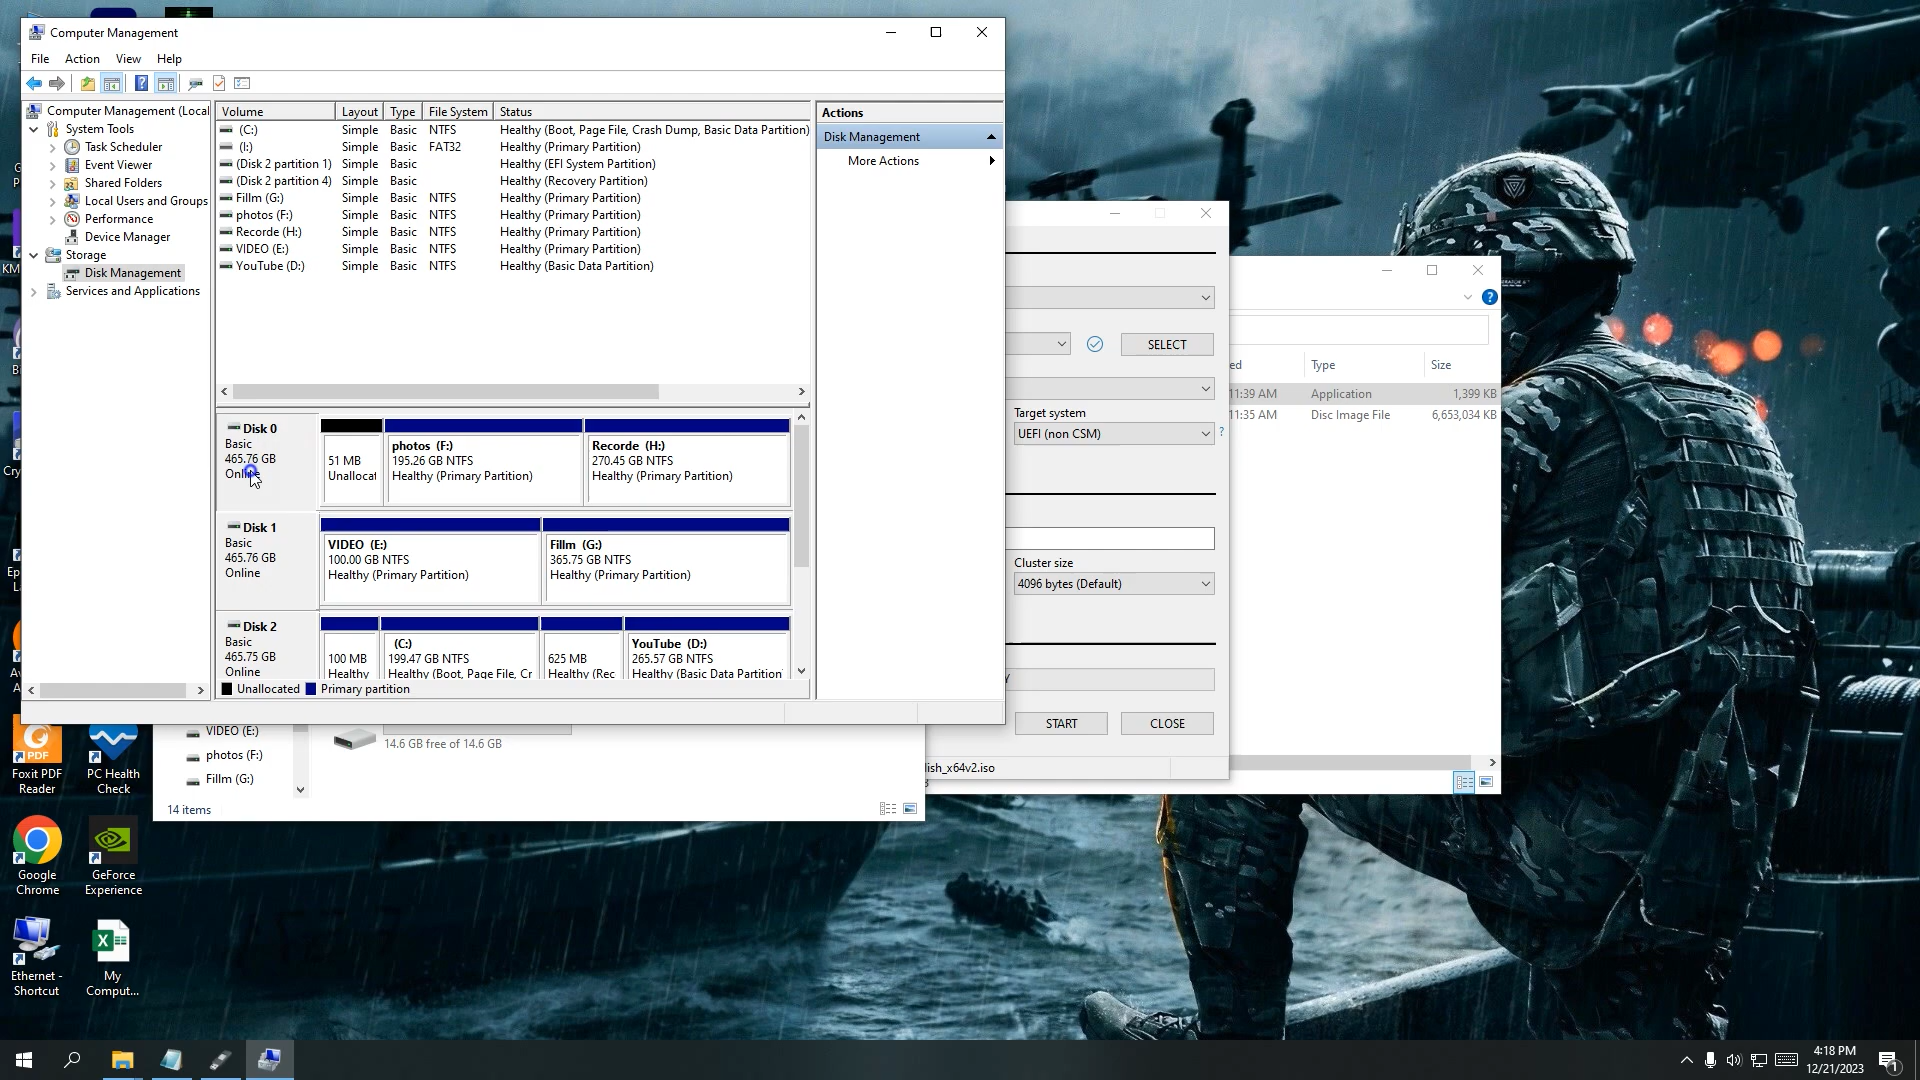 Computer Management
File Action View Help
Computer Management (Local
System Tools
Task Scheduler
Event Viewer
Shared Folders
Local Users and Groups
Performance
Device Manager
Storage
Disk Management
Services and Applications
Volume Layout Type File System Status
(C:) Simple Basic NTFS Healthy (Boot, Page File, Crash Dump, Basic Data Partition)
(I:) Simple Basic FAT32 Healthy (Primary Partition)
(Disk 2 partition 1) Simple Basic Healthy (EFI System Partition)
(Disk 2 partition 4) Simple Basic Healthy (Recovery Partition)
Fillm (G:) Simple Basic NTFS Healthy (Primary Partition)
photos (F:) Simple Basic NTFS Healthy (Primary Partition)
Recorde (H:) Simple Basic NTFS Healthy (Primary Partition)
VIDEO (E:) Simple Basic NTFS Healthy (Primary Partition)
YouTube (D:) Simple Basic NTFS Healthy (Basic Data Partition)
Disk 0
Basic
465.76 GB
Online
51 MB
Unallocat
photos (F:)
195.26 GB NTFS
Healthy (Primary Partition)
Recorde (H:)
270.45 GB NTFS
Healthy (Primary Partition)
Disk 1
Basic
465.76 GB
Online
VIDEO (E:)
100.00 GB NTFS
Healthy (Primary Partition)
Fillm (G:)
365.75 GB NTFS
Healthy (Primary Partition)
Disk 2
Basic
465.75 GB
Online
100 MB
Healthy
(C:)
199.47 GB NTFS
Healthy (Boot, Page File, Cr
625 MB
Healthy (Rec
YouTube (D:)
265.57 GB NTFS
Healthy (Basic Data Partition
Unallocated Primary partition
Actions
Disk Management
More Actions
SELECT
Target system
UEFI (non CSM)
?
Cluster size
4096 bytes (Default)
START CLOSE
lish_x64v2.iso
ed Type Size
11:39 AM Application 1,399 KB
11:35 AM Disc Image File 6,653,034 KB
VIDEO (E:)
photos (F:)
Fillm (G:)
14.6 GB free of 14.6 GB
14 items
Foxit PDF
Reader
PC Health
Check
Google
Chrome
GeForce
Experience
Ethernet -
Shortcut
My
Comput...
4:18 PM
12/21/2023
1